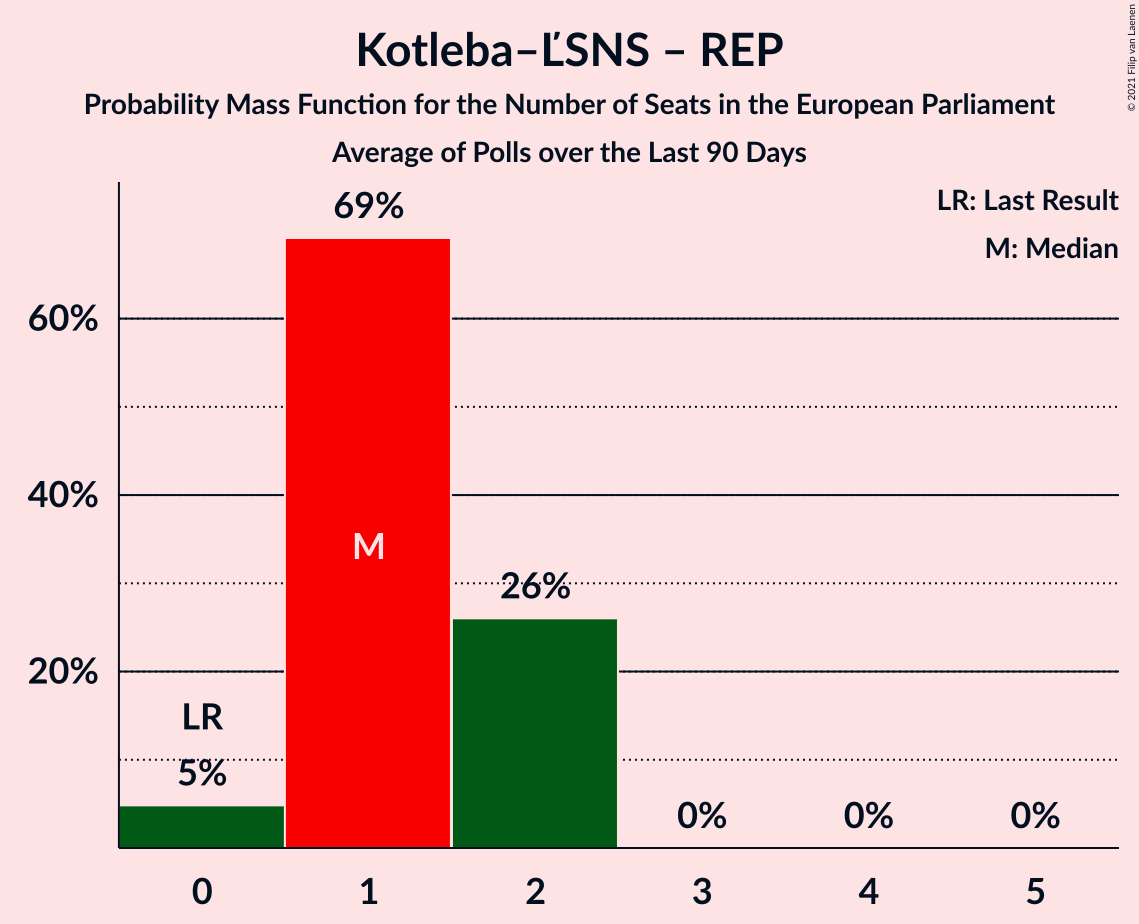 Kotleba–ĽSNS – REP
Probability Mass Function for the Number of Seats in the European Parliament
Average of Polls over the Last 90 Days
© 2021 Filip van Laenen
LR: Last Result
M: Median
69%
60%
40%
M
26%
20%
LR
5%
0% 0% 0%
0 1 2 3 4 5